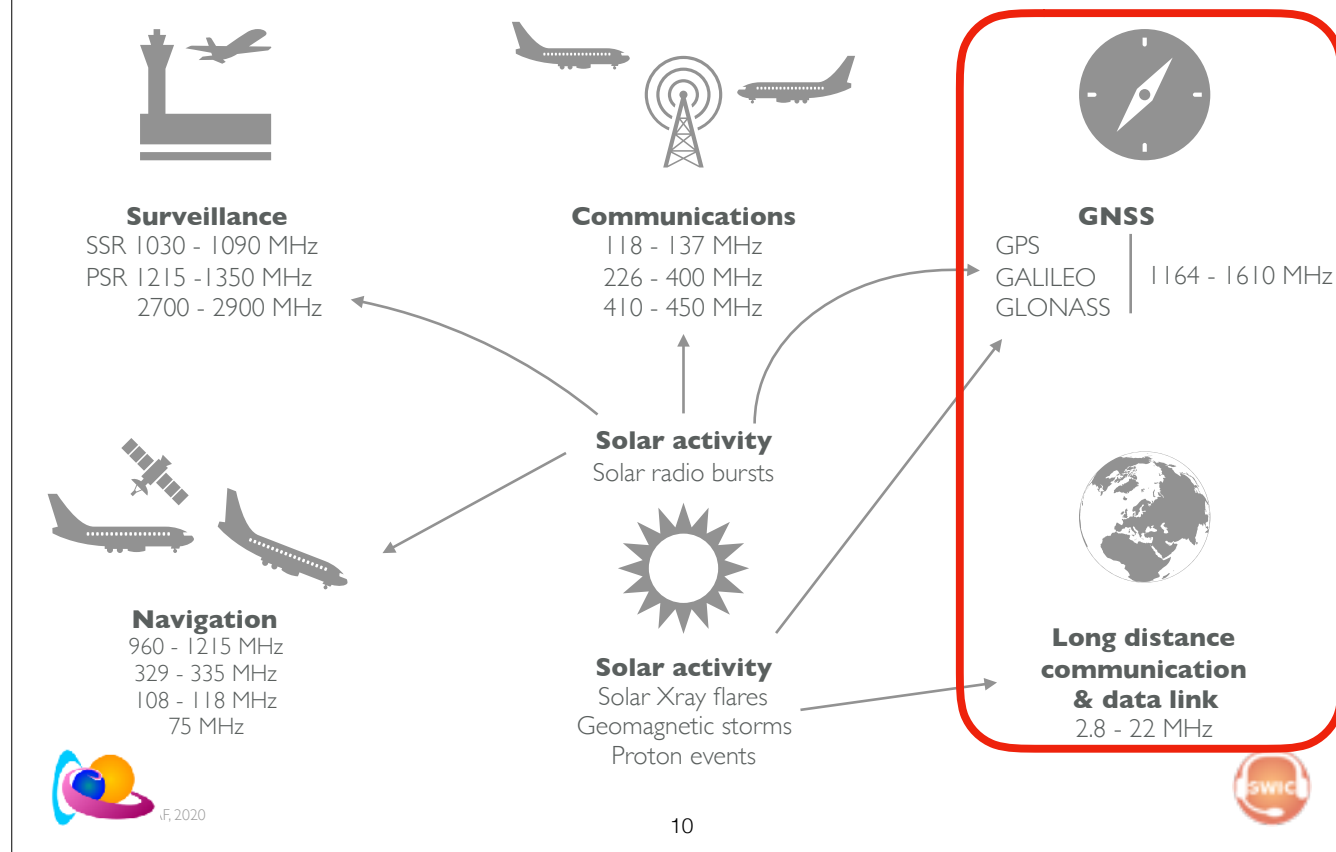 Surveillance
SSR 1030 - 1090 MHz
PSR 1215 -1350 MHz
2700 - 2900 MHz
Communications
118 - 137 MHz
226 - 400 MHz
410 - 450 MHz
GNSS
GPS
GALILEO
GLONASS
1164 - 1610 MHz
Solar activity
Solar radio bursts
Navigation
960 - 1215 MHz
329 - 335 MHz
108 - 118 MHz
75 MHz
Solar activity
Solar Xray flares
Geomagnetic storms
Proton events
Long distance
communication
& data link
2.8 - 22 MHz
2020
10
SWIC